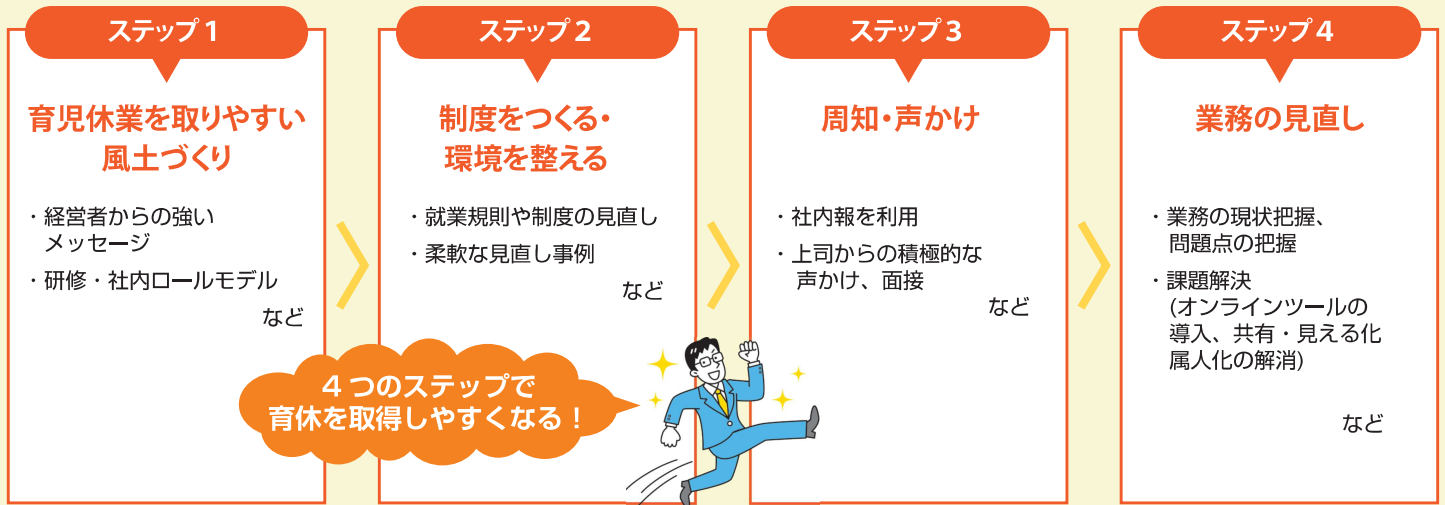 ステップ1
育児休業を取りやすい
風土づくり
・経営者からの強い
メッセージ
・研修・社内ロールモデル
など
ステップ2
制度をつくる・
環境を整える
・就業規則や制度の見直し
・柔軟な見直し事例
など
ステップ3
周知・声かけ
・社内報を利用
・上司からの積極的な
声かけ、面接
など
ステップ4
業務の見直し
・業務の現状把握、
問題点の把握
・課題解決
(オンラインツールの
導入、共有・見える化
属人化の解消)
など
4つのステップで
育休を取得しやすくなる！